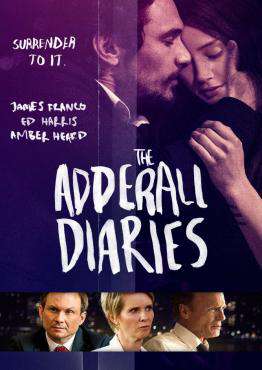 SURRENDER
TO IT.
JAMES FRANCO
ED HARRIS
AMBER HEARD
THE
ADDERALL
DIARIES